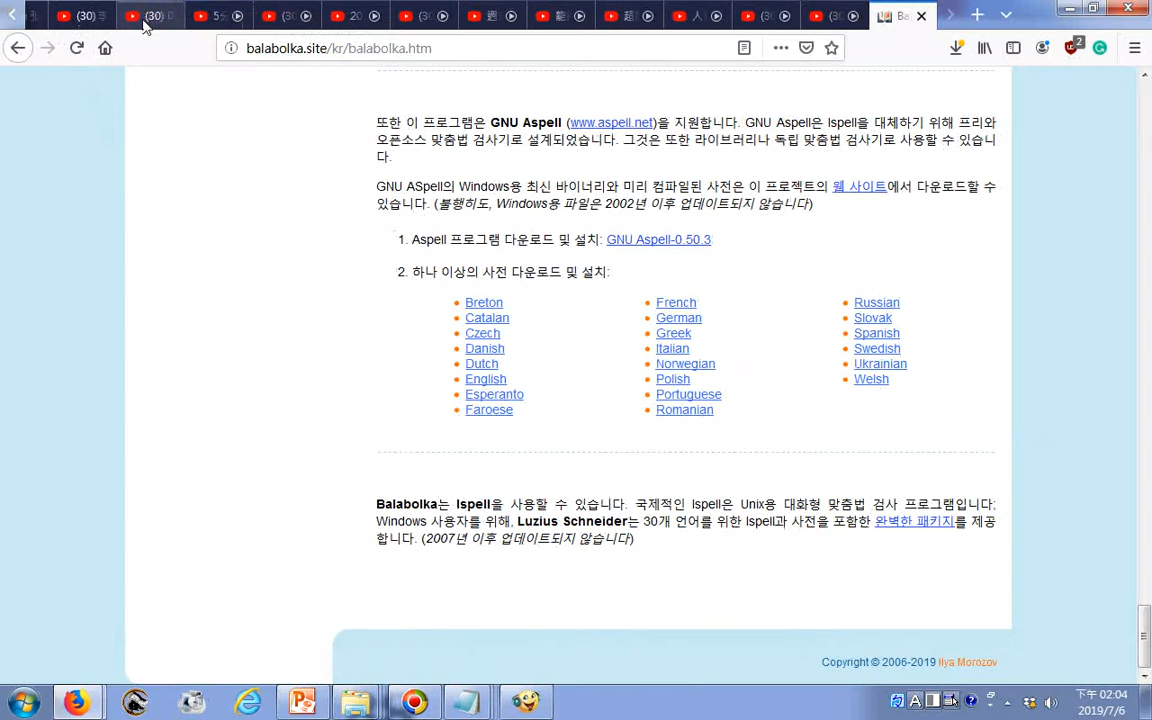 (30)
(30)
5분
20
週
龍
超
人
Ba
balabolka.site/kr/balabolka.htm
2
또한 이 프로그램은 GNU Aspell (www.aspell.net)을 지원합니다. GNU Aspell은 Ispell을 대체하기 위해 프리와
오픈소스 맞춤법 검사기로 설계되었습니다. 그것은 또한 라이브러리나 독립 맞춤법 검사기로 사용할 수 있습니
다.
GNU ASpell의 Windows용 최신 바이너리와 미리 컴파일된 사전은 이 프로젝트의 웹 사이트에서 다운로드할 수
있습니다. (불행히도, Windows용 파일은 2002년 이후 업데이트되지 않습니다)
1. Aspell 프로그램 다운로드 및 설치: GNU Aspell-0.50.3
2. 하나 이상의 사전 다운로드 및 설치:
Breton
Catalan
Czech
Danish
Dutch
English
Esperanto
Faroese
French
German
Greek
Italian
Norwegian
Polish
Portuguese
Romanian
Russian
Slovak
Spanish
Swedish
Ukrainian
Welsh
Balabolka는 Ispell을 사용할 수 있습니다. 국제적인 Ispell은 Unix용 대화형 맞춤법 검사 프로그램입니다;
Windows 사용자를 위해, Luzius Schneider는 30개 언어를 위한 Ispell과 사전을 포함한 완벽한 패키지를 제공
합니다. (2007년 이후 업데이트되지 않습니다)
Copyright © 2006-2019 Ilya Morozov
下午 02:04
2019/7/6